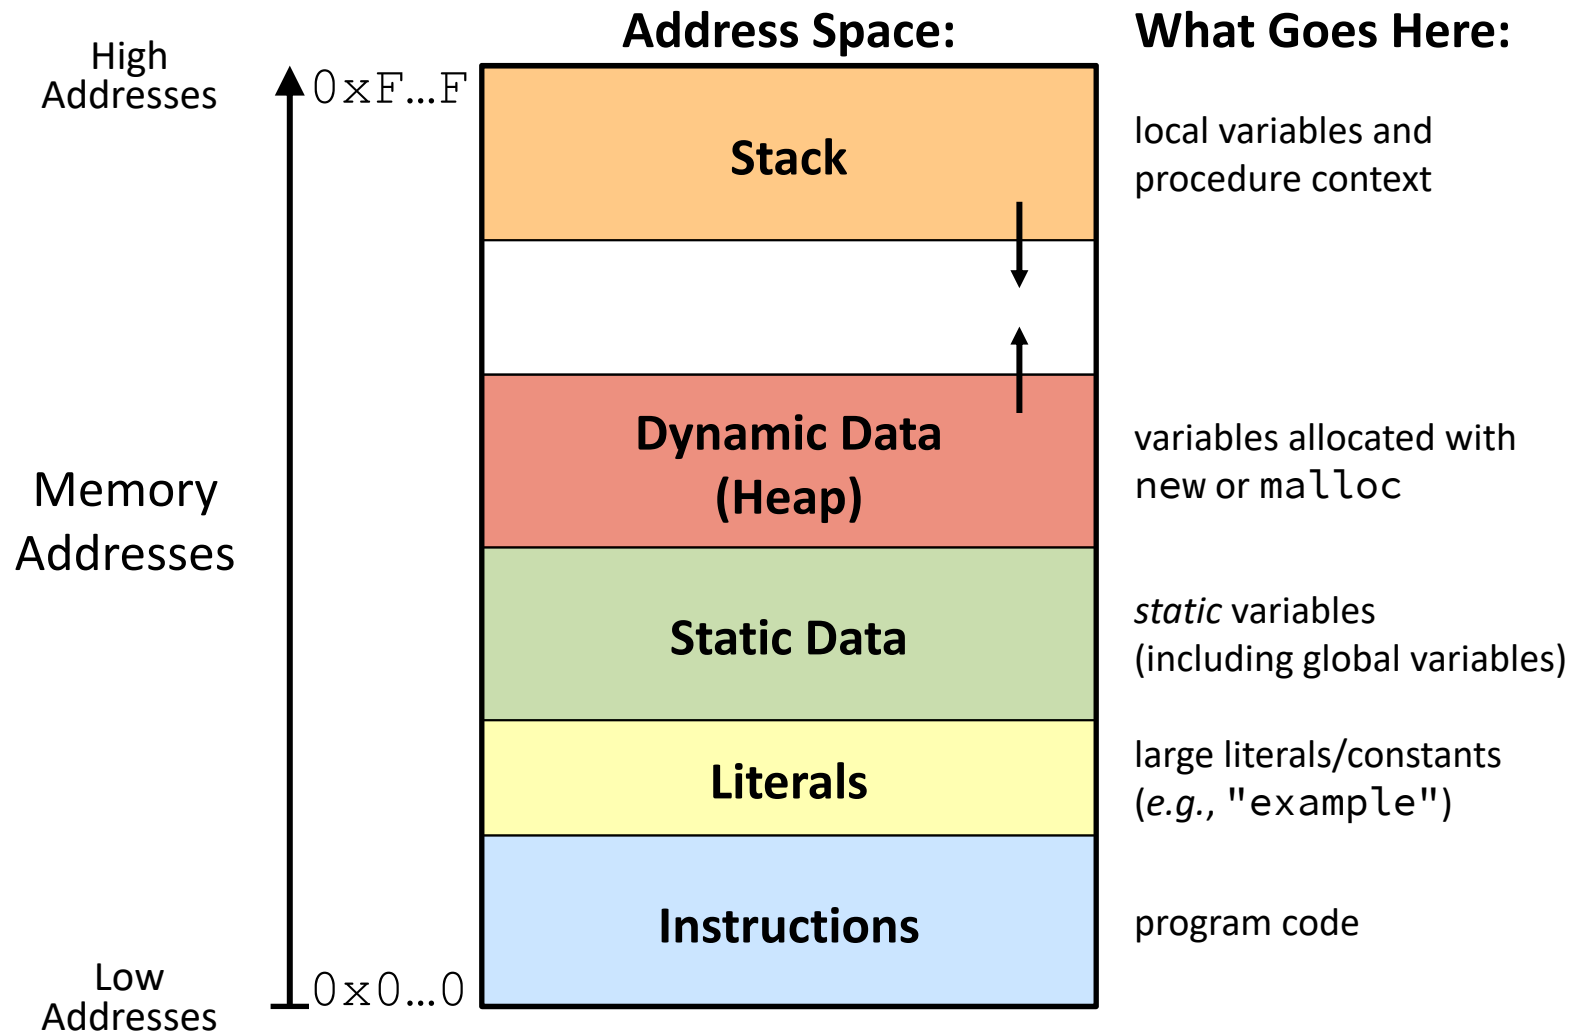 Address Space:
What Goes Here:
High
Addresses
0xF…F
Stack
local variables and
procedure context
Dynamic Data
(Heap)
variables allocated with
new or malloc
Memory
Addresses
Static Data
static variables
(including global variables)
Literals
large literals/constants
(e.g., "example")
Instructions
program code
Low
Addresses
0x0…0